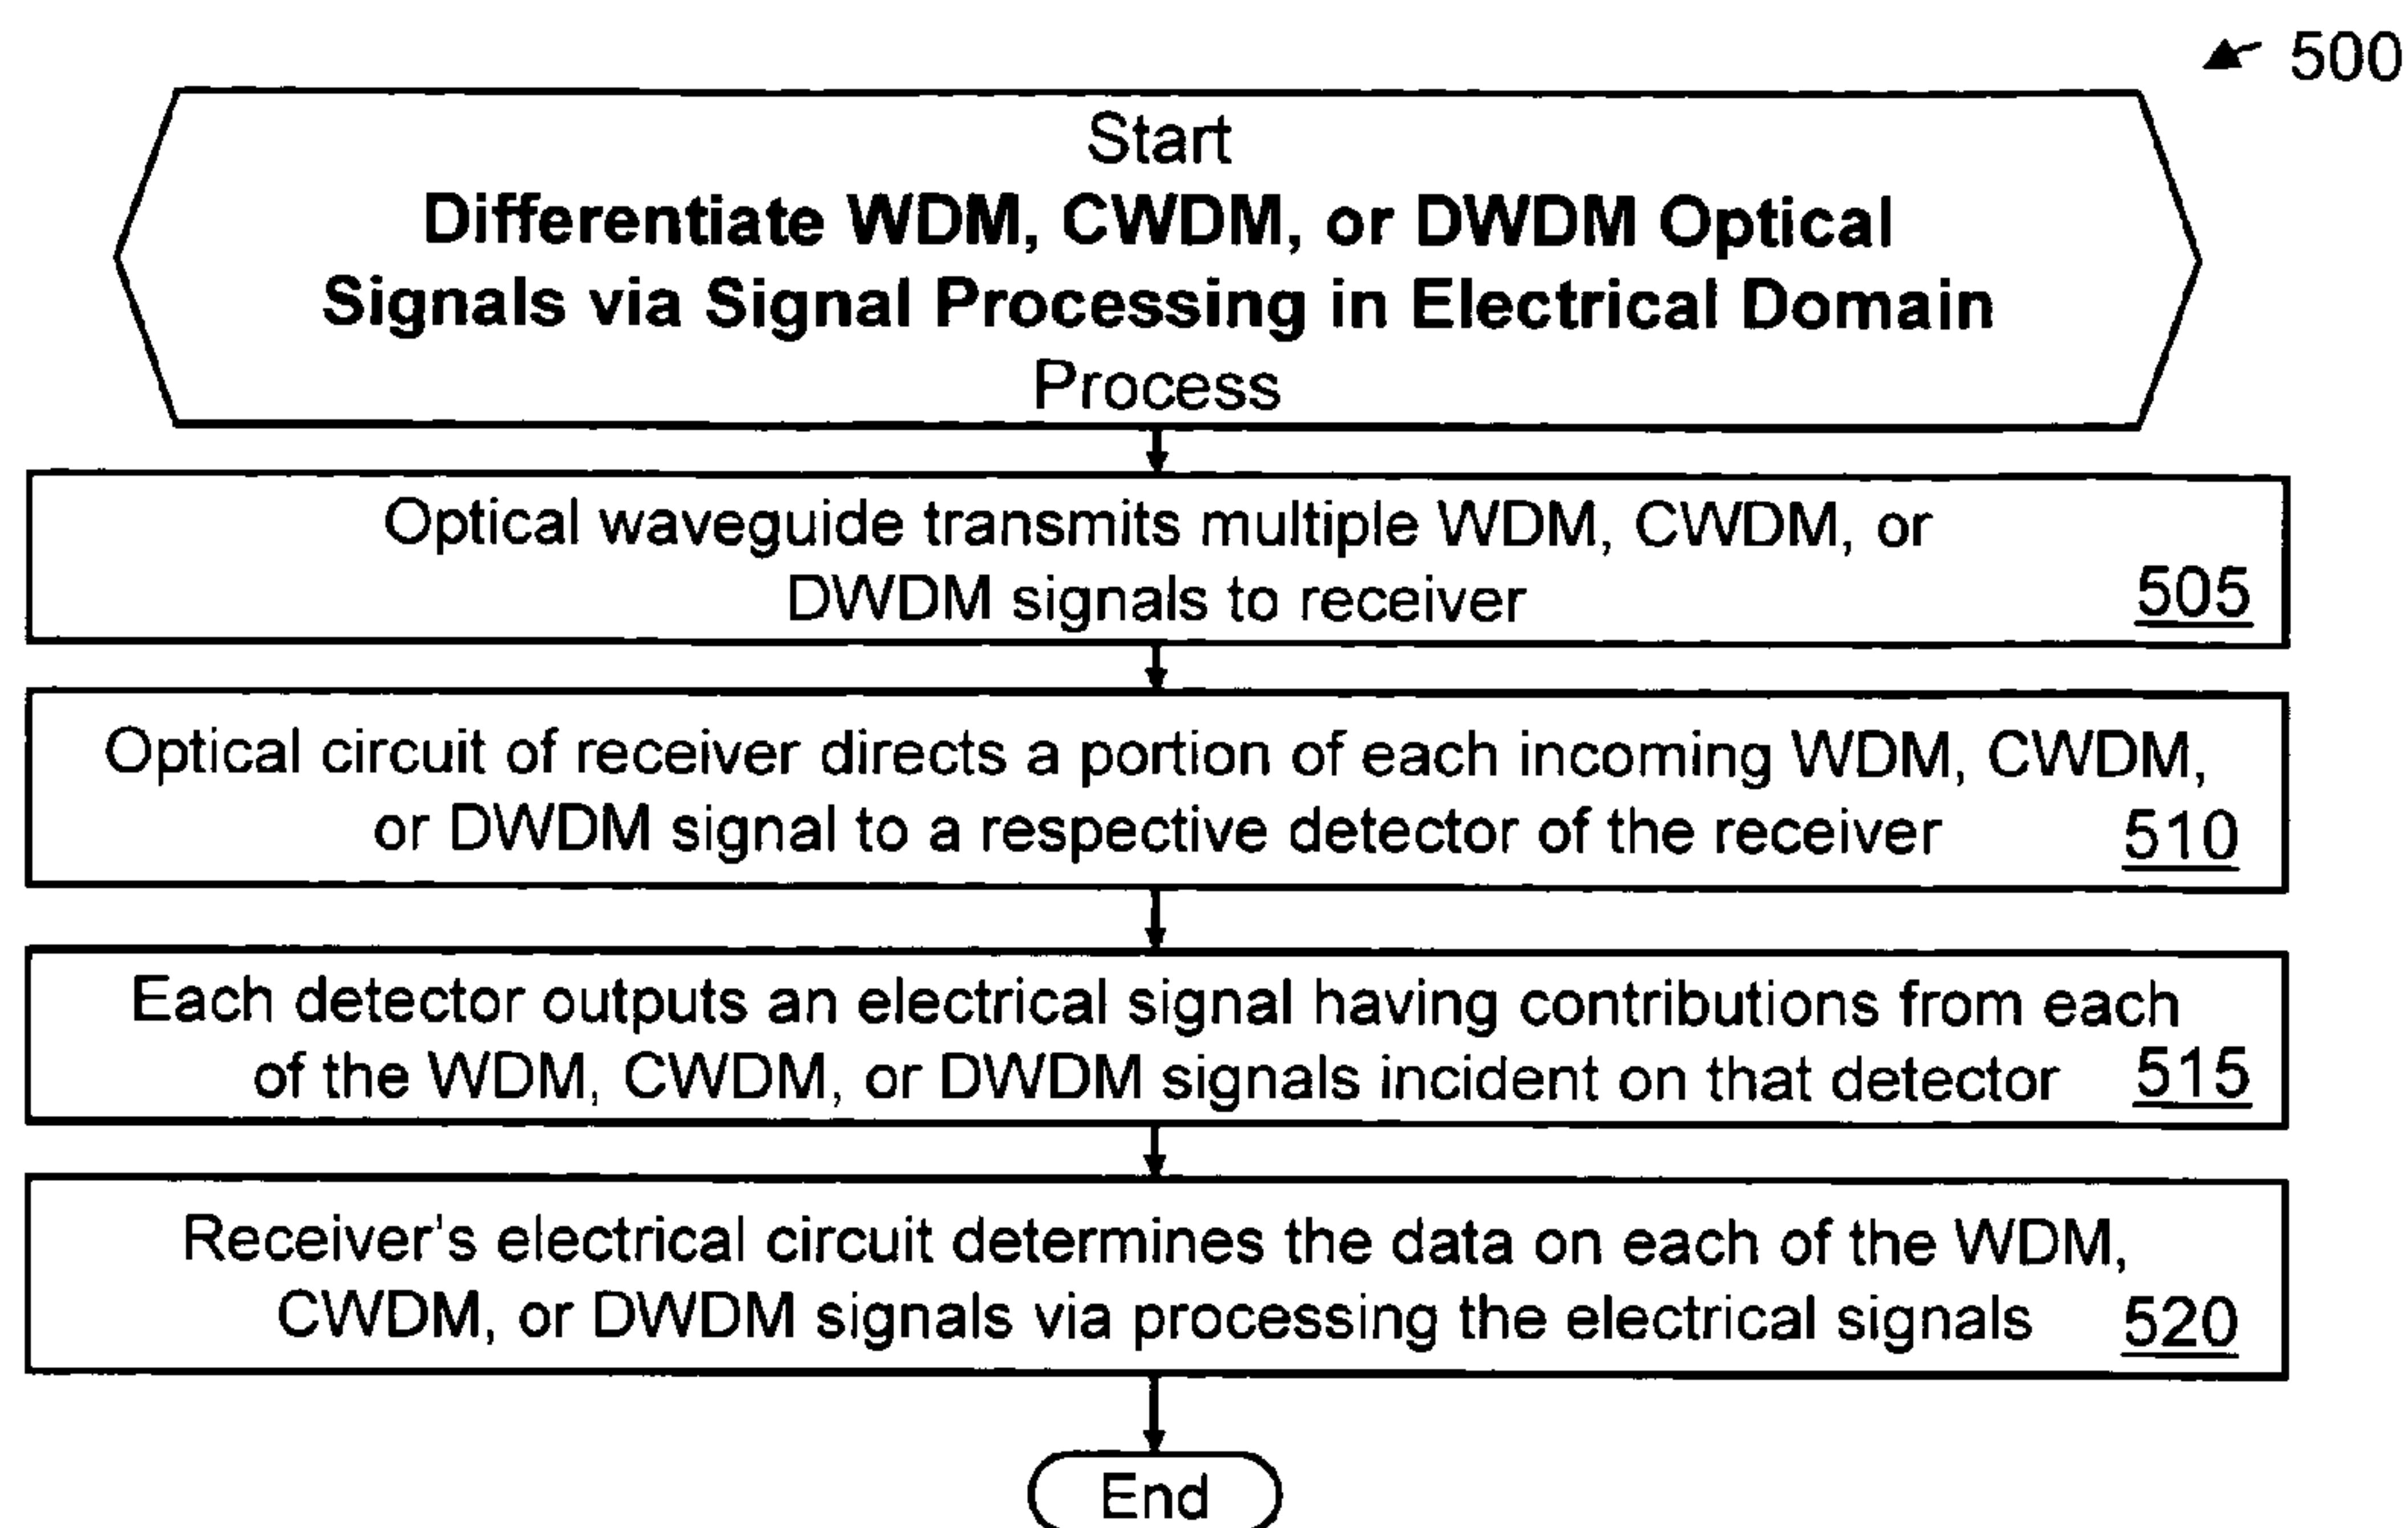 500
Start
Differentiate WDM, CWDM, or DWDM Optical
Signals via Signal Processing in Electrical Domain
Process
Optical waveguide transmits multiple WDM, CWDM, or
DWDM signals to receiver 505
Optical circuit of receiver directs a portion of each incoming WDM, CWDM,
or DWDM signal to a respective detector of the receiver 510
Each detector outputs an electrical signal having contributions from each
of the WDM, CWDM, or DWDM signals incident on that detector 515
Receiver's electrical circuit determines the data on each of the WDM,
CWDM, or DWDM signals via processing the electrical signals 520
End